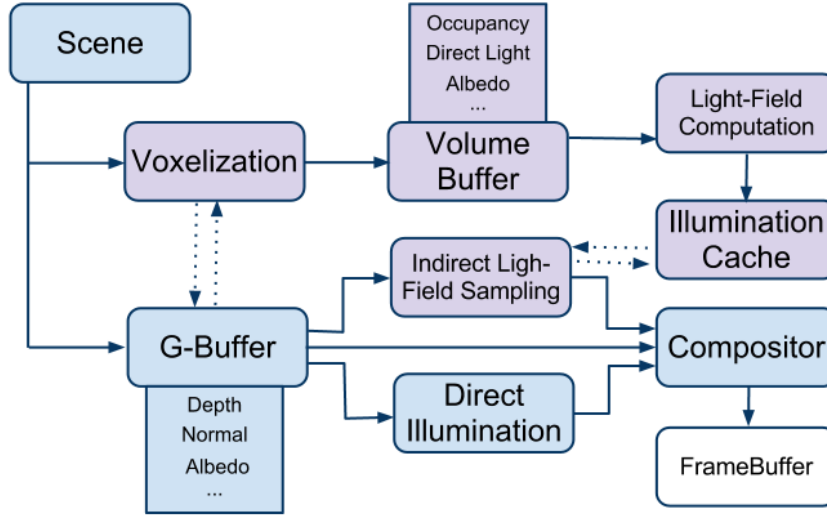 Scene
Occupancy
Direct Light
Albedo
...
Light-Field
Computation
Voxelization
Volume
Buffer
Illumination
Cache
Indirect Ligh-
Field Sampling
G-Buffer
Compositor
Depth
Normal
Albedo
...
Direct
Illumination
FrameBuffer